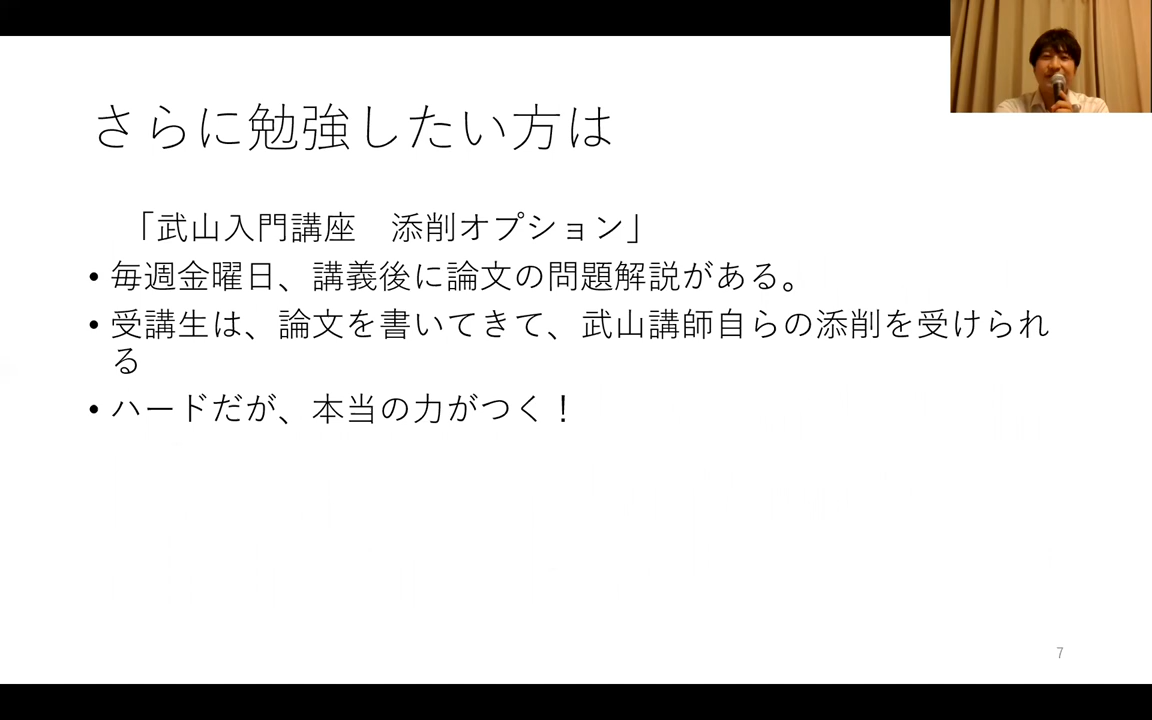 さらに勉強したい方は
「武山入門講座　添削オプション」
• 毎週金曜日、講義後に論文の問題解説がある。
• 受講生は、論文を書いてきて、武山講師自らの添削を受けられ
る
• ハードだが、本当の力がつく！
7